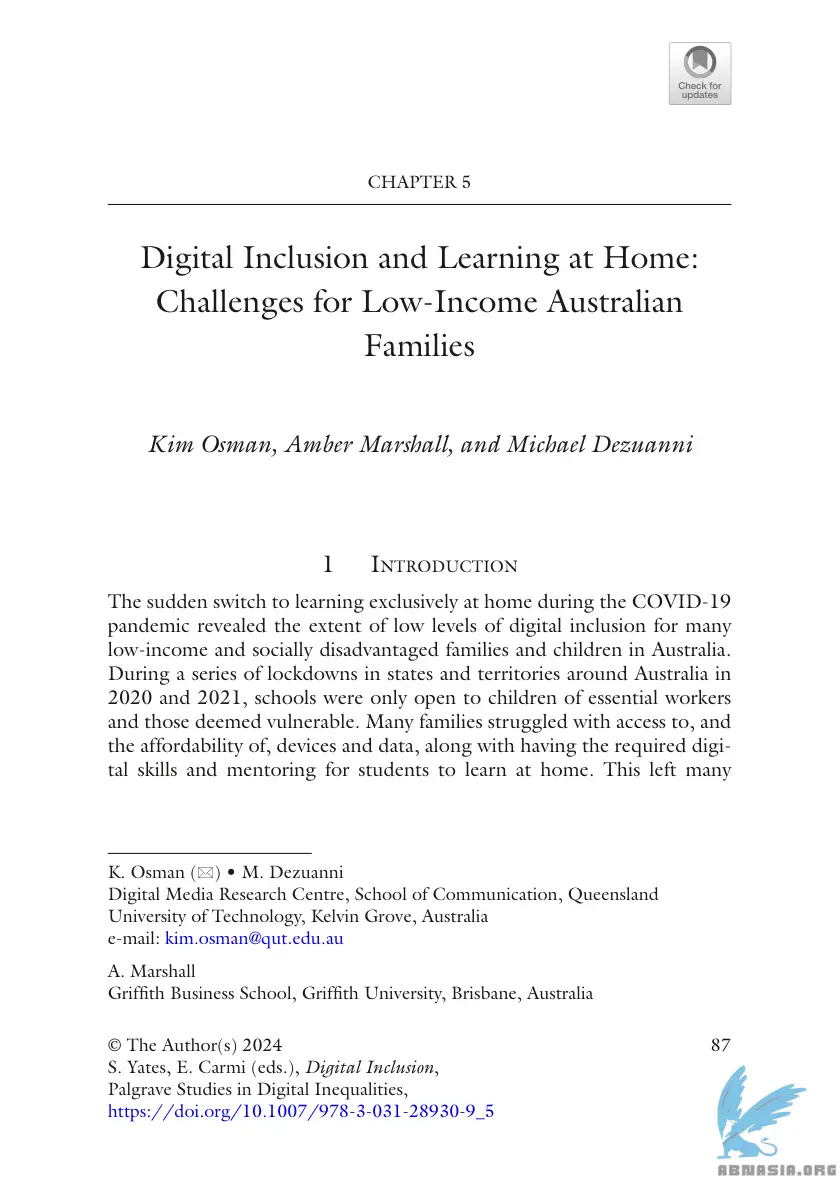 Check for
updates
CHAPTER 5
Digital Inclusion and Learning at Home:
Challenges for Low-Income Australian
Families
Kim Osman, Amber Marshall, and Michael Dezuanni
1 Introduction
The sudden switch to learning exclusively at home during the COVID-19
pandemic revealed the extent of low levels of digital inclusion for many
low-income and socially disadvantaged families and children in Australia.
During a series of lockdowns in states and territories around Australia in
2020 and 2021, schools were only open to children of essential workers
and those deemed vulnerable. Many families struggled with access to, and
the affordability of, devices and data, along with having the required digi-
tal skills and mentoring for students to learn at home. This left many
K. Osman (✉) • M. Dezuanni
Digital Media Research Centre, School of Communication, Queensland
University of Technology, Kelvin Grove, Australia
e-mail: kim.osman@qut.edu.au
A. Marshall
Griffith Business School, Griffith University, Brisbane, Australia
© The Author(s) 2024 87
S. Yates, E. Carmi (eds.), Digital Inclusion,
Palgrave Studies in Digital Inequalities,
https://doi.org/10.1007/978-3-031-28930-9_5
ABNASIA.ORG